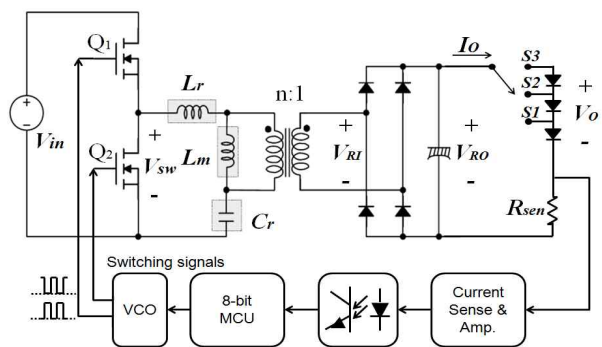 Q1
Lr
n:1
Io
S3
S2
S1
Vo
+
-
Vin
Q2
+
Vsw
-
Lm
+
VRI
-
+
VRO
-
Cr
Rsen
Switching signals
VCO
8-bit
MCU
Current
Sense &
Amp.